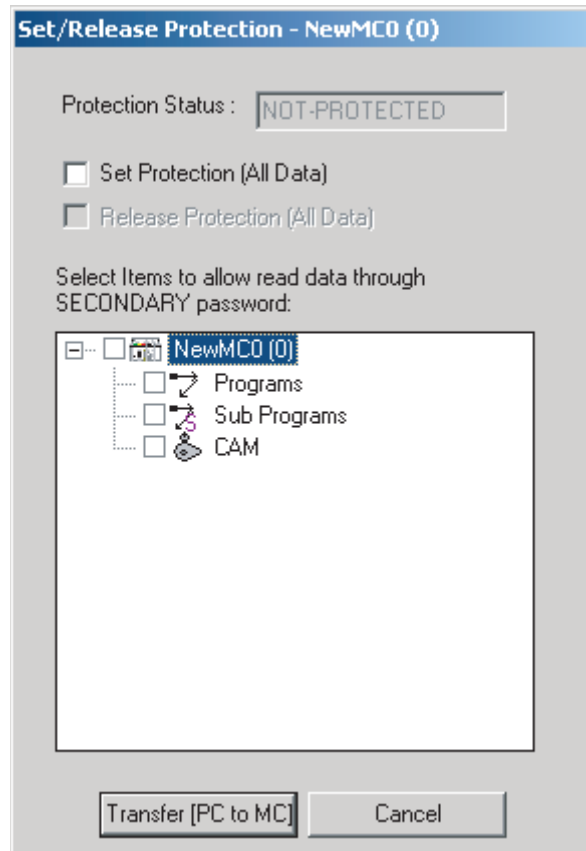 Set/Release Protection - NewMC0 (0)
Protection Status : NOT-PROTECTED
Set Protection (All Data)
Release Protection (All Data)
Select Items to allow read data through
SECONDARY password:
NewMC0 (0)
Programs
Sub Programs
CAM
Transfer [PC to MC] Cancel